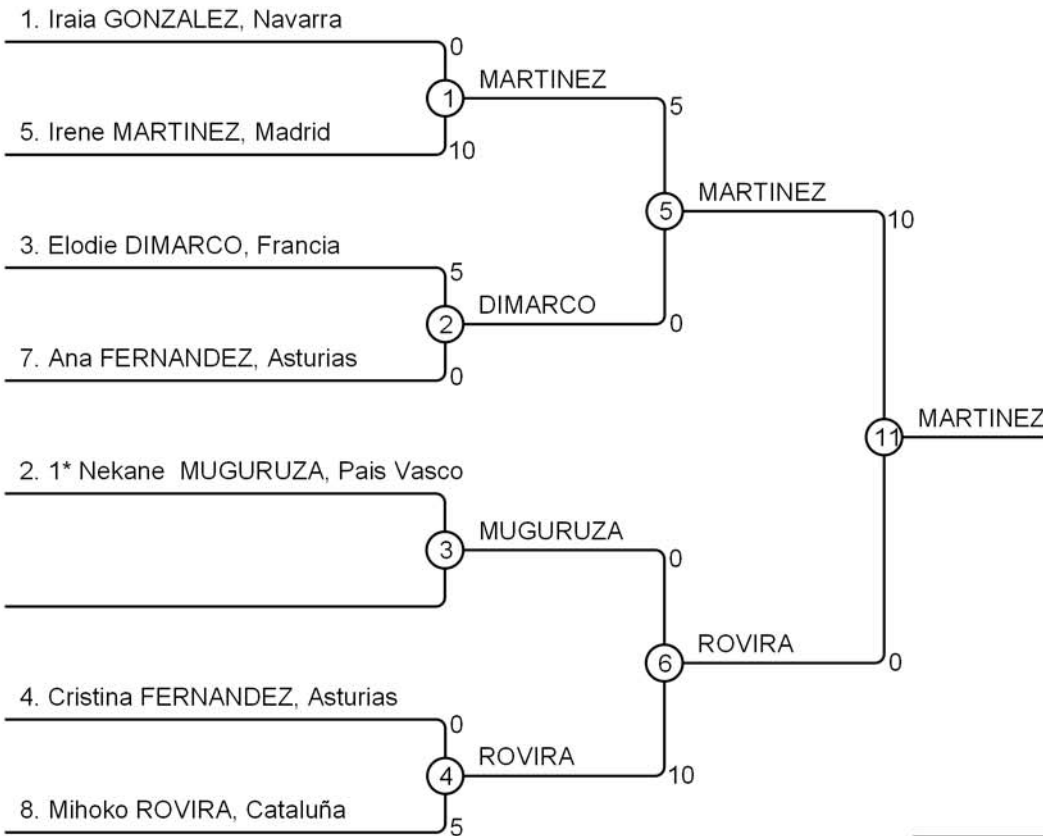 1. Iraia GONZALEZ, Navarra
0
1
MARTINEZ
5
5. Irene MARTINEZ, Madrid
10
5
MARTINEZ
10
3. Elodie DIMARCO, Francia
5
2
DIMARCO
0
7. Ana FERNANDEZ, Asturias
0
11
MARTINEZ
2. 1* Nekane  MUGURUZA, Pais Vasco
3
MUGURUZA
0
6
ROVIRA
0
4. Cristina FERNANDEZ, Asturias
0
4
ROVIRA
10
8. Mihoko ROVIRA, Cataluña
5